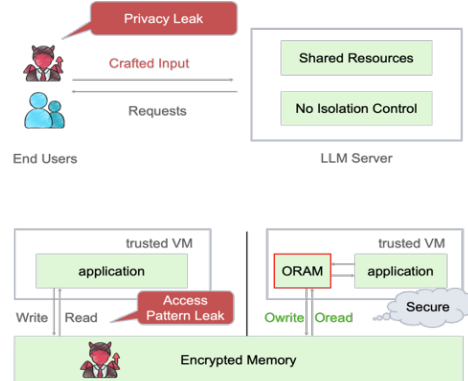 Privacy Leak
Crafted Input
Requests
End Users
Shared Resources
No Isolation Control
LLM Server
trusted VM
application
Write
Read
Access
Pattern Leak
trusted VM
ORAM
application
Owrite
Oread
Secure
Encrypted Memory